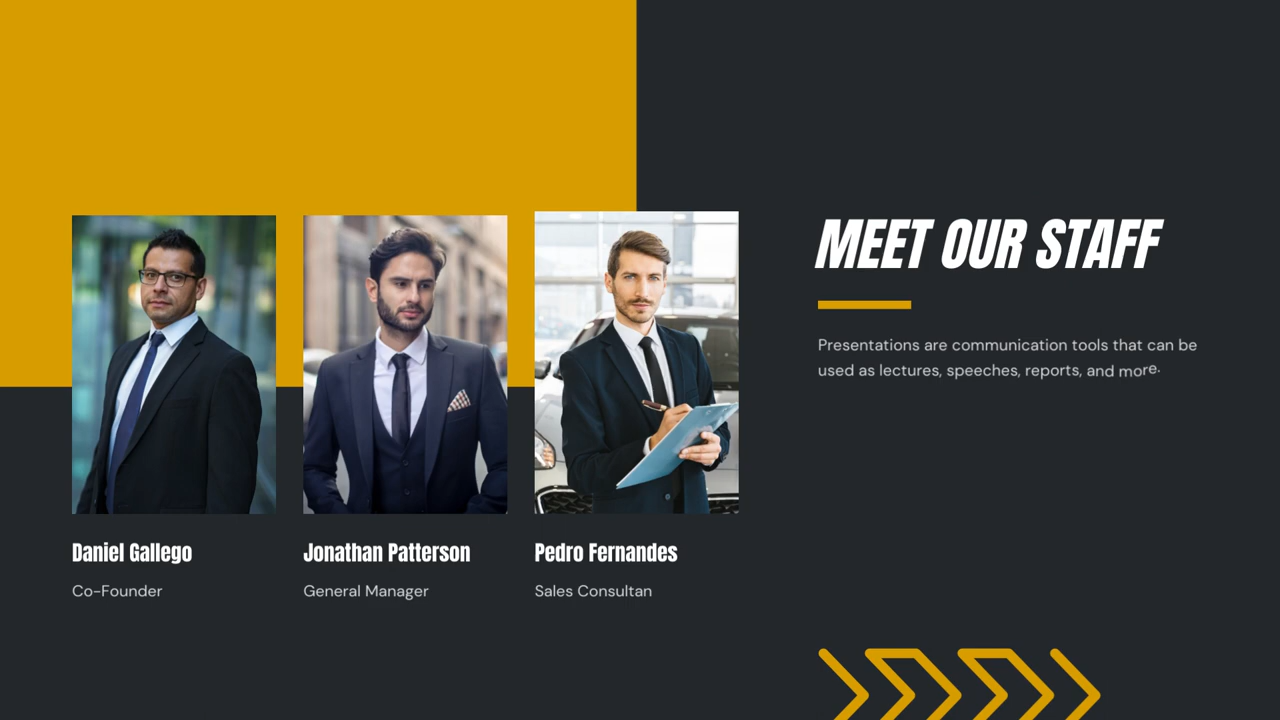 MEET OUR STAFF
Presentations are communication tools that can be
used as lectures, speeches, reports, and more.
Daniel Gallego
Co-Founder
Jonathan Patterson
General Manager
Pedro Fernandes
Sales Consultan